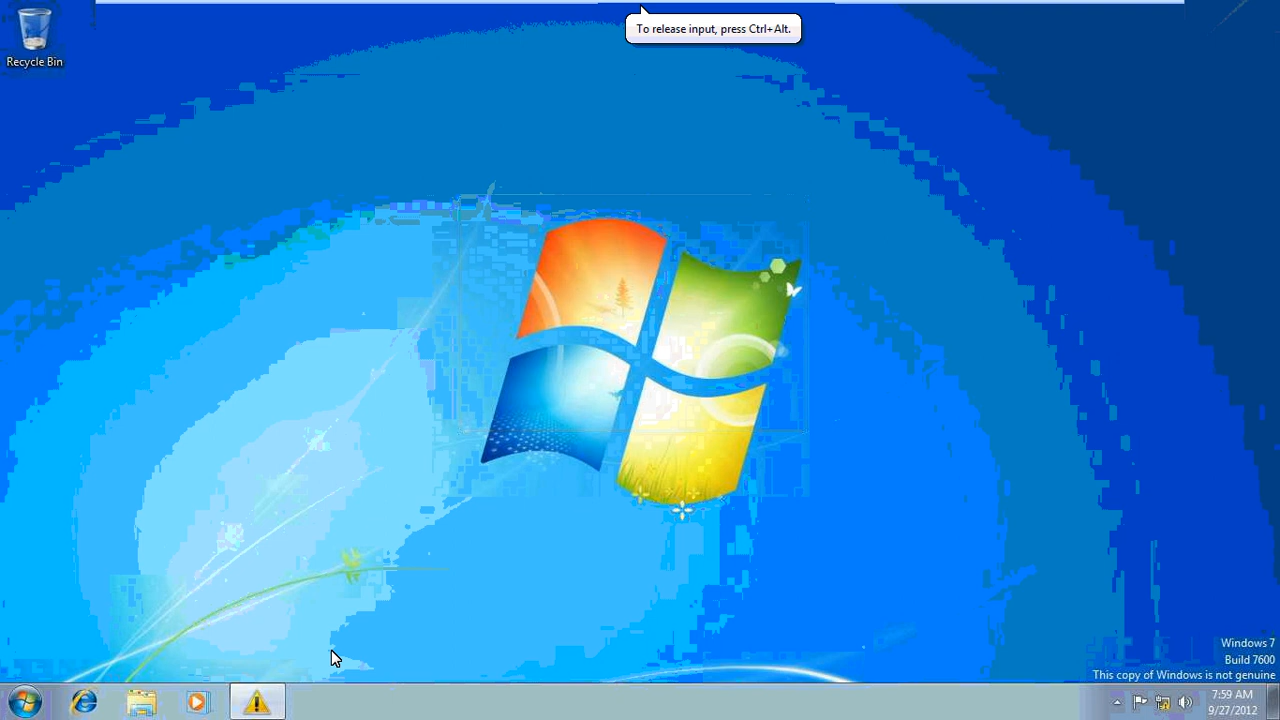 To release input, press Ctrl+Alt.
Recycle Bin
Windows 7
Build 7600
This copy of Windows is not genuine
7:59 AM
9/27/2012